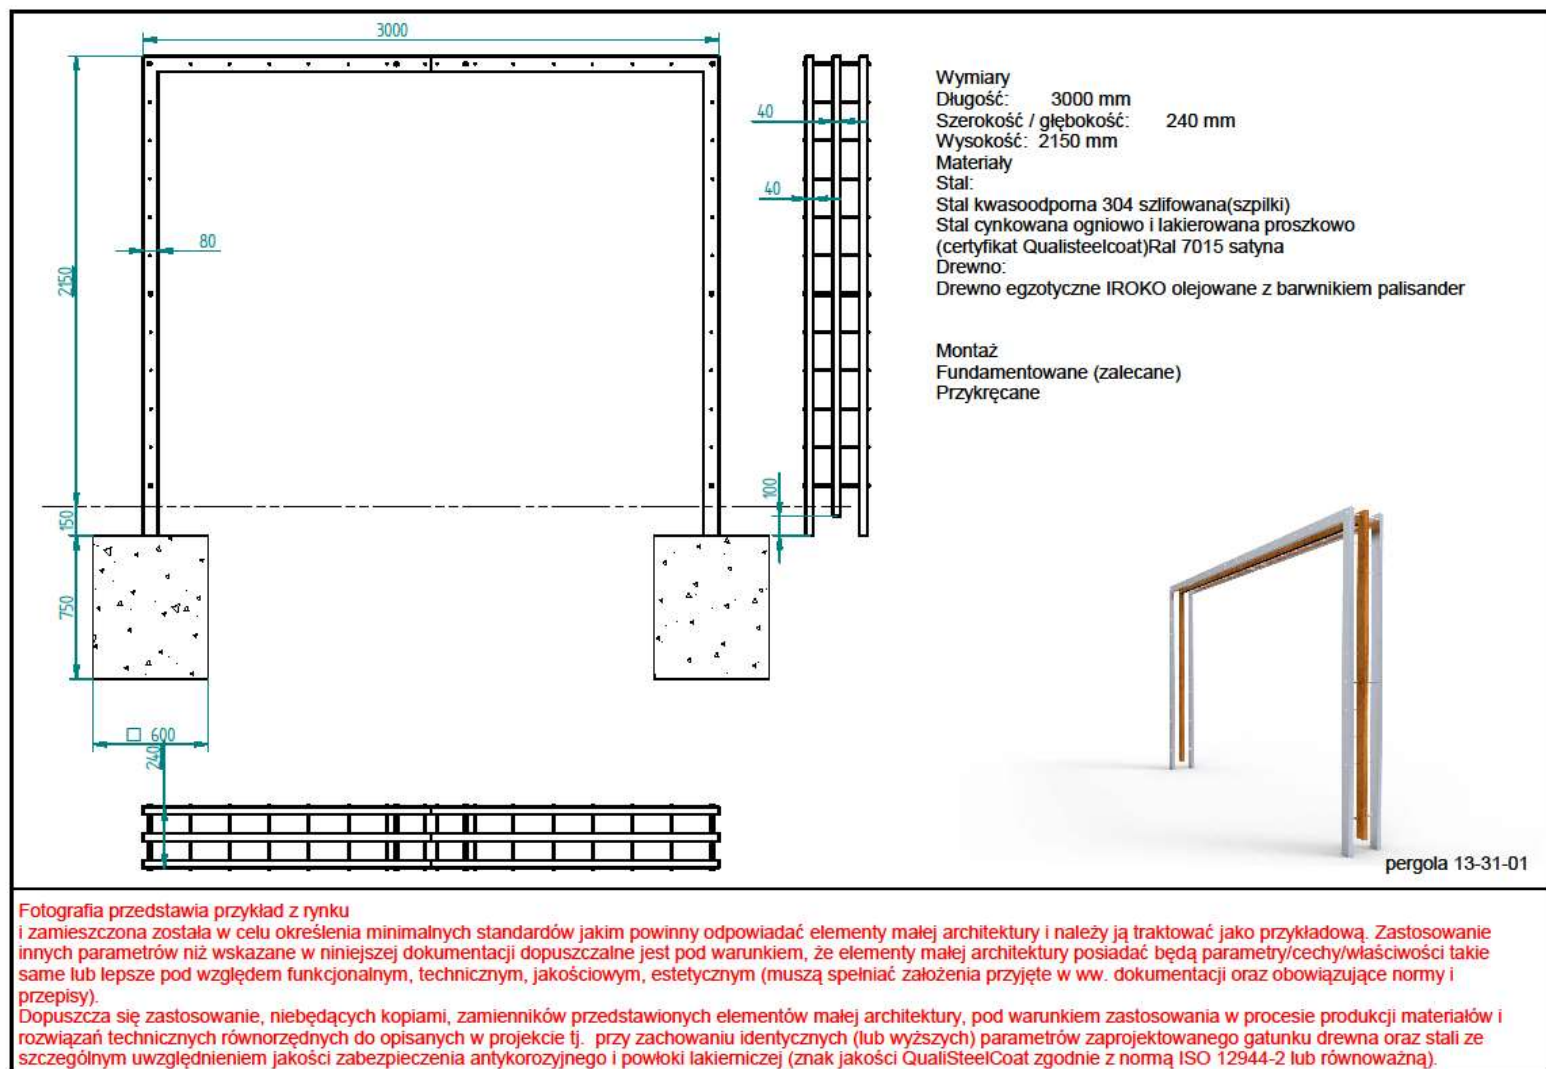 3000
2150
80
150
750
□ 600
240
40
40
100
Wymiary
Długość: 3000 mm
Szerokość / głębokość: 240 mm
Wysokość: 2150 mm
Materiały
Stal:
Stal kwasoodporna 304 szlifowana(szpilki)
Stal cynkowana ogniowo i lakierowana proszkowo
(certyfikat Qualisteelcoat)Ral 7015 satyna
Drewno:
Drewno egzotyczne IROKO olejowane z barwnikiem palisander
Montaż
Fundamentowane (zalecane)
Przykręcane
pergola 13-31-01
Fotografia przedstawia przykład z rynku
i zamieszczona została w celu określenia minimalnych standardów jakim powinny odpowiadać elementy małej architektury i należy ją traktować jako przykładową. Zastosowanie
innych parametrów niż wskazane w niniejszej dokumentacji dopuszczalne jest pod warunkiem, że elementy małej architektury posiadać będą parametry/cechy/właściwości takie
same lub lepsze pod względem funkcjonalnym, technicznym, jakościowym, estetycznym (muszą spełniać założenia przyjęte w ww. dokumentacji oraz obowiązujące normy i
przepisy).
Dopuszcza się zastosowanie, niebędących kopiami, zamienników przedstawionych elementów małej architektury, pod warunkiem zastosowania w procesie produkcji materiałów i
rozwiązań technicznych równorzędnych do opisanych w projekcie tj. przy zachowaniu identycznych (lub wyższych) parametrów zaprojektowanego gatunku drewna oraz stali ze
szczególnym uwzględnieniem jakości zabezpieczenia antykorozyjnego i powłoki lakierniczej (znak jakości QualiSteelCoat zgodnie z normą ISO 12944-2 lub równoważną).